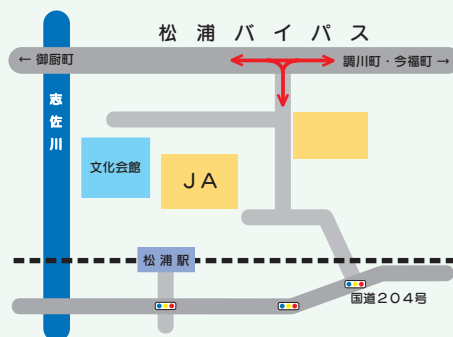 松浦バイパス
← 御厨町
調川町・今福町 →
志佐川
文化会館
JA
松浦駅
国道204号